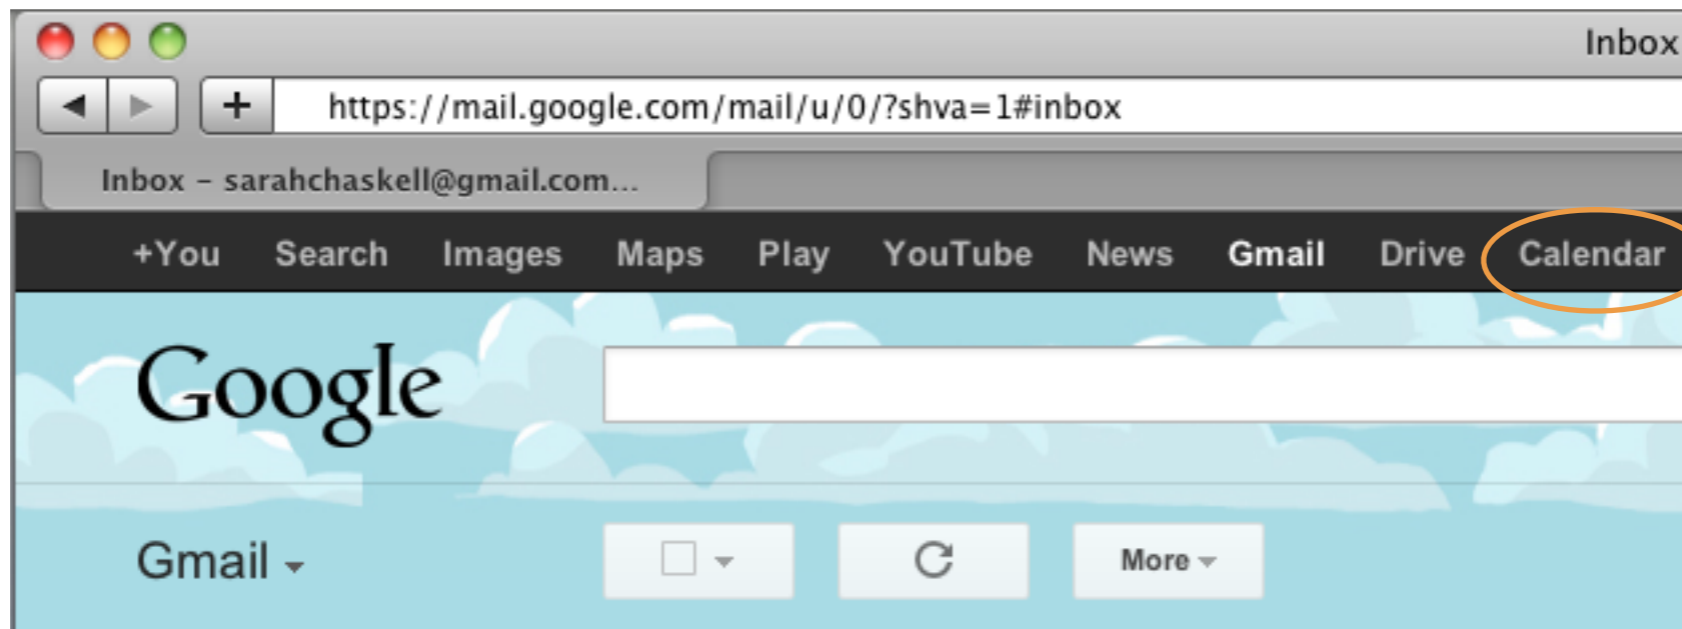 Inbox
https://mail.google.com/mail/u/0/?shva=1#inbox
Inbox – sarahchaskell@gmail.com...
+You Search Images Maps Play YouTube News Gmail Drive Calendar
Google
Gmail More